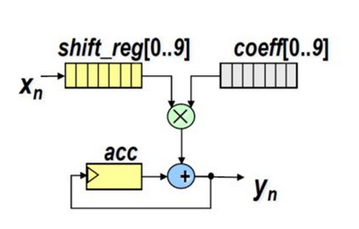 shift_reg[0..9] coeff[0..9]
xn
×
acc
+
yn